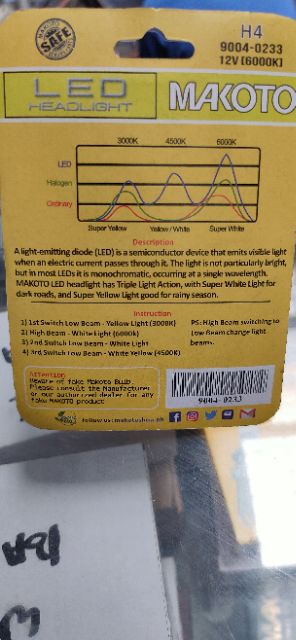 MAKOTO
SAFE
H4
9004-0233
12V [6000K]
LED
HEADLIGHT
MAKOTO
3000K 4500K 6000K
LED
Halogen
Ordinary
Super Yellow Yellow / White Super White
Description
A light-emitting diode (LED) is a semiconductor device that emits visible light
when an electric current passes through it. The light is not particularly bright,
but in most LEDs it is monochromatic, occurring at a single wavelength.
MAKOTO LED headlight has Triple Light Action, with Super White Light for
dark roads, and Super Yellow Light good for rainy season.
Instruction
1) 1st Switch Low Beam - Yellow Light (3000K)
2) High Beam - White Light (6000k)
3) 2nd Switch Low Beam - White Light
4) 3rd Switch Low Beam - White Yellow (4500K)
PS: High Beam switching to
Low Beam change light
beams.
Attention
Beware of fake Makoto Bulb.
Please consult the Manufacturer
or our authorized dealer for any
fake MAKOTO product
9004-0233
follow us: makotoshop.